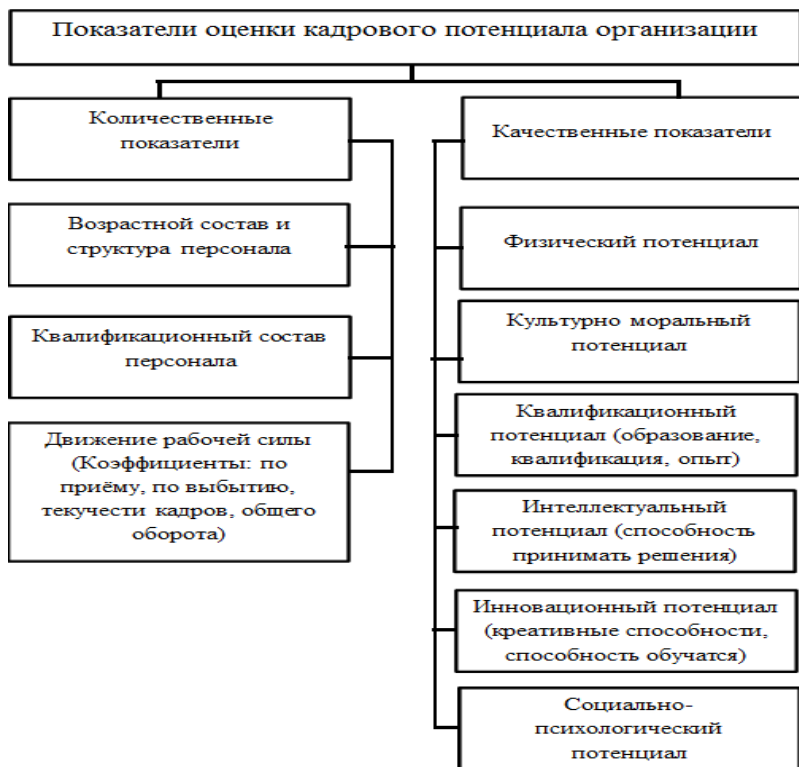 Показатели оценки кадрового потенциала организации
Количественные
показатели
Возрастной состав и
структура персонала
Квалификационный состав
персонала
Движение рабочей силы
(Коэффициенты: по
приёму, по выбытию,
текучести кадров, общего
оборота)
Качественные показатели
Физический потенциал
Культурно моральный
потенциал
Квалификационный
потенциал (образование,
квалификация, опыт)
Интеллектуальный
потенциал (способность
принимать решения)
Инновационный потенциал
(креативные способности,
способность обучатся)
Социально-
психологический
потенциал